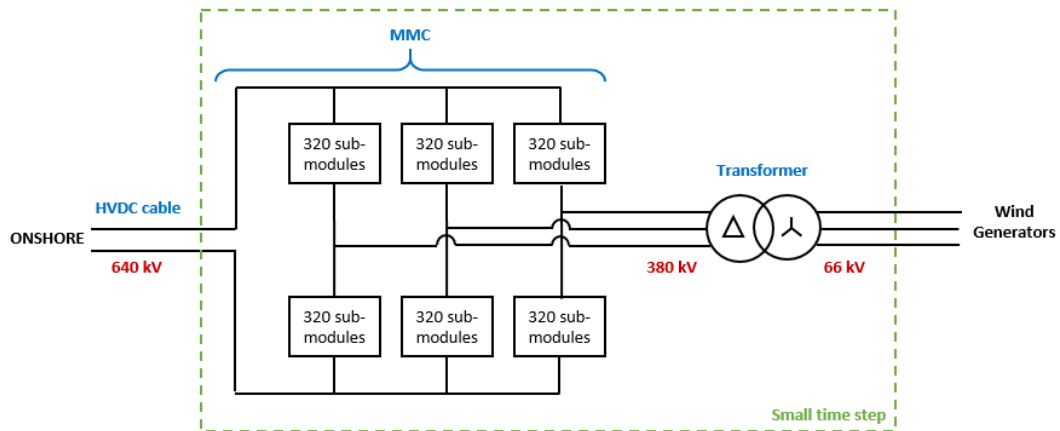 MMC
320 sub-
modules
320 sub-
modules
320 sub-
modules
Transformer
HVDC cable
ONSHORE
640 kV
380 kV
66 kV
Wind
Generators
320 sub-
modules
320 sub-
modules
320 sub-
modules
Small time step